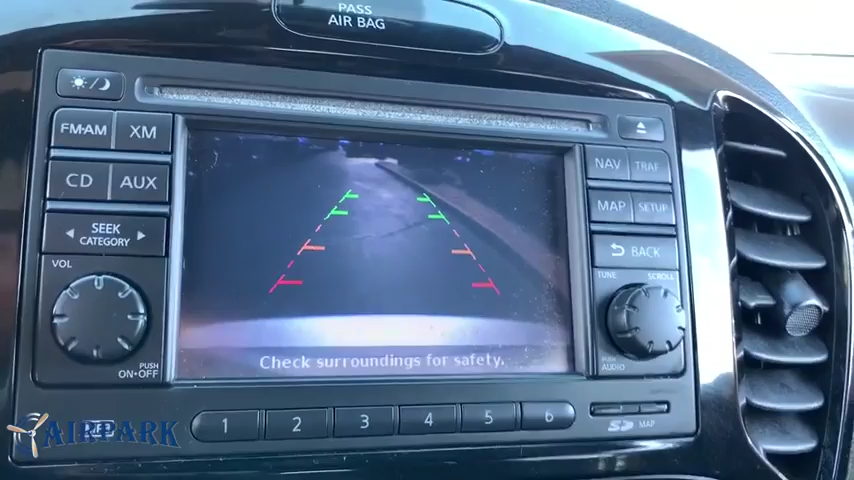 PASS
AIR BAG
FM·AM
XM
CD
AUX
SEEK
CATEGORY
VOL
PUSH
ON•OFF
NAV
TRAF
MAP
SETUP
BACK
TUNE
SCROLL
PUSH
AUDIO
Check surroundings for safety.
1
2
3
4
5
6
SD MAP
AIRPARK